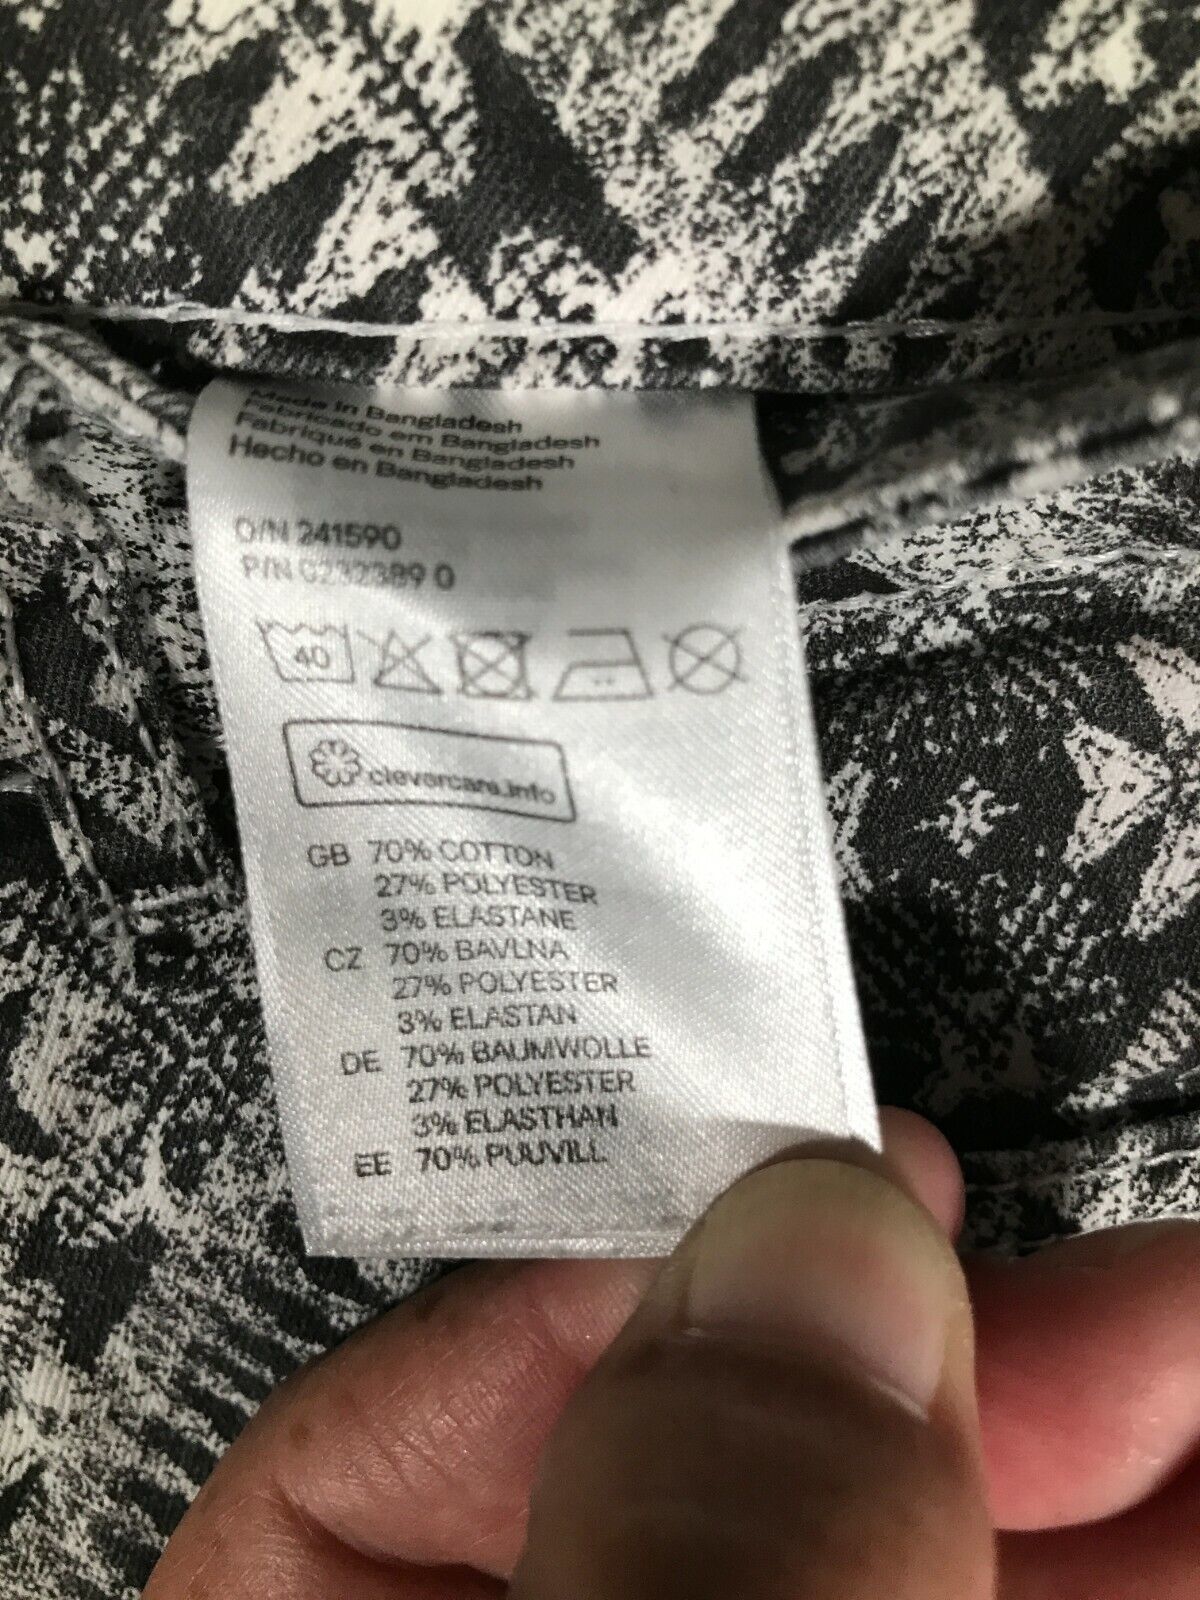 Made in Bangladesh
Fabricado em Bangladesh
Fabriqué en Bangladesh
Hecho en Bangladesh
O/N 241590
P/N 0232389 0
40
clevercare.info
GB 70% COTTON
27% POLYESTER
3% ELASTANE
CZ 70% BAVLNA
27% POLYESTER
3% ELASTAN
DE 70% BAUMWOLLE
27% POLYESTER
3% ELASTHAN
EE 70% PUUVILL